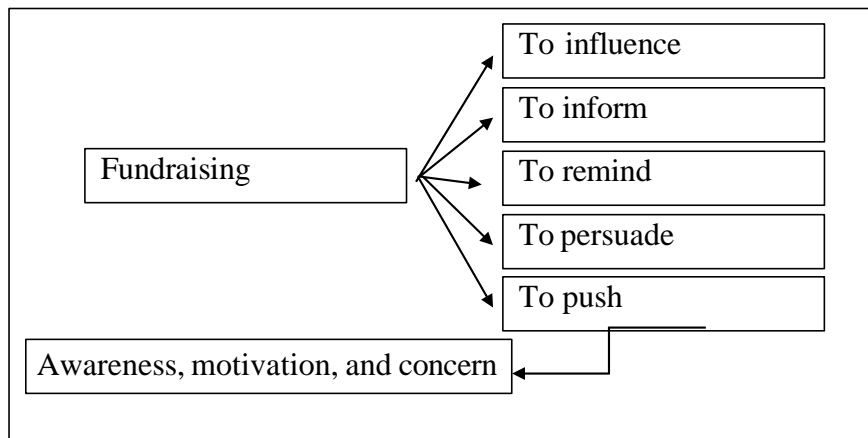 To influence
To inform
Fundraising
To remind
To persuade
To push
Awareness, motivation, and concern